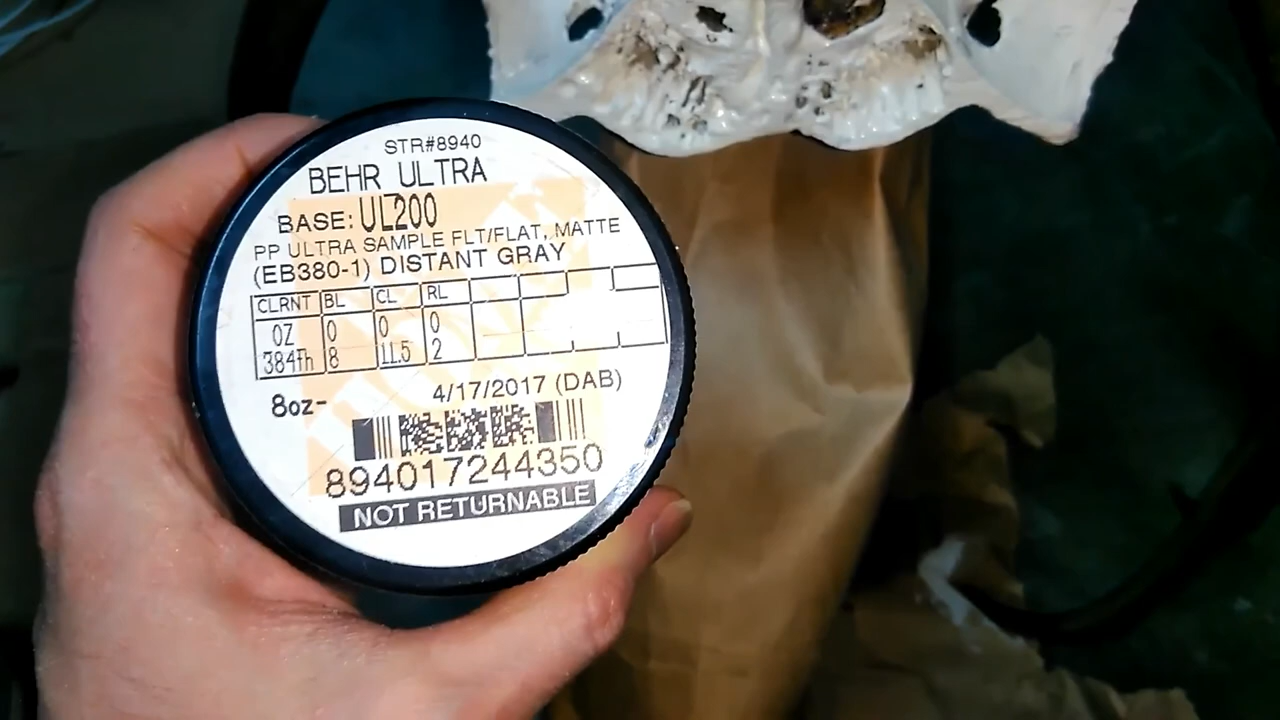 STR#8940
BEHR ULTRA
BASE: UL200
PP ULTRA SAMPLE FLT/FLAT, MATTE
(EB380-1) DISTANT GRAY
CLRNT BL CL RL
OZ 0 0 0
384Th 8 11.5 2
4/17/2017 (DAB)
8oz-
894017244350
NOT RETURNABLE